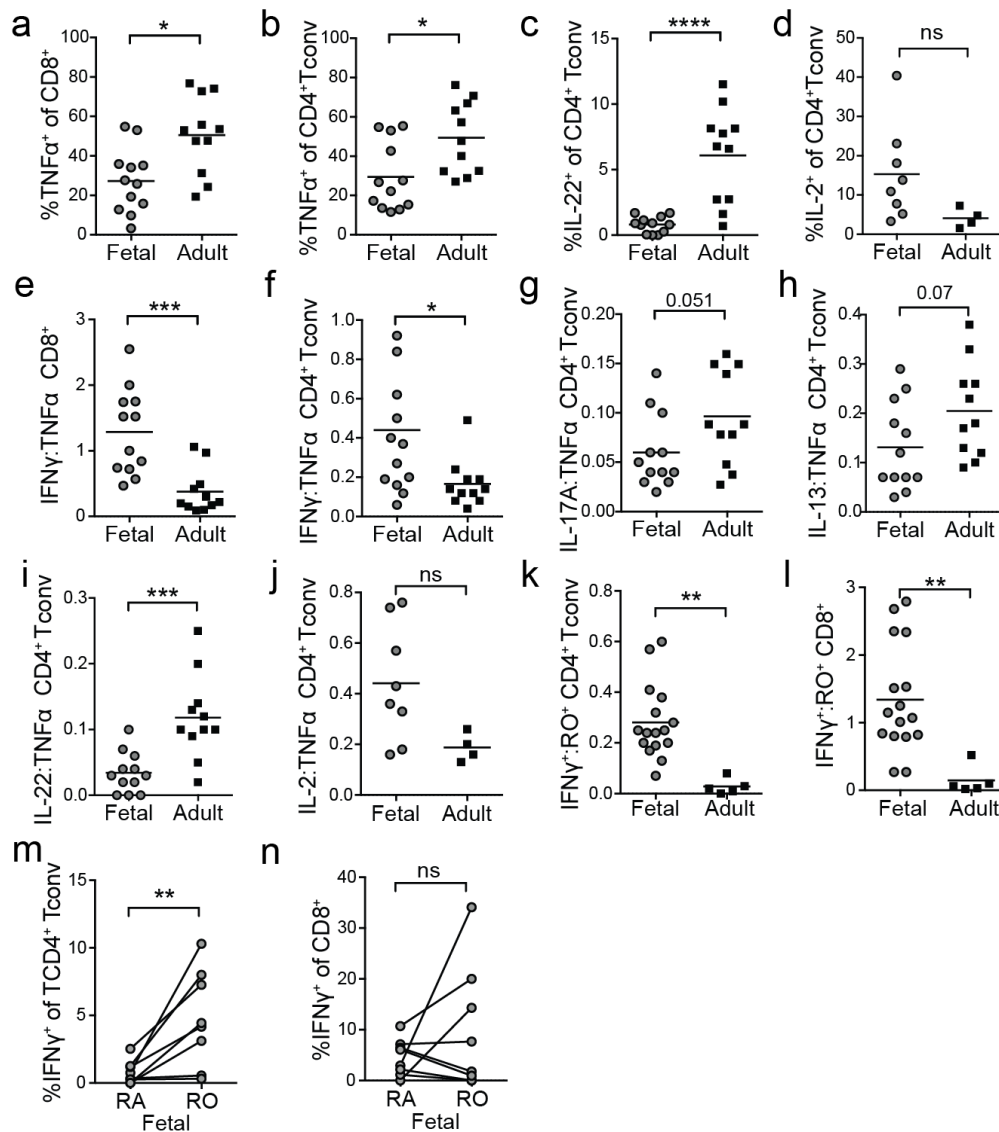 a
*
%TNFα⁺ of CD8⁺
100
80
60
40
20
0
Fetal Adult
b
*
%TNFα⁺ of CD4⁺Tconv
100
80
60
40
20
0
Fetal Adult
c
****
%IL-22⁺ of CD4⁺ Tconv
15
10
5
0
Fetal Adult
d
ns
%IL-2⁺ of CD4⁺Tconv
50
40
30
20
10
0
Fetal Adult
e
***
IFNγ:TNFα CD8⁺
3
2
1
0
Fetal Adult
f
*
IFNγ:TNFα CD4⁺ Tconv
1.0
0.8
0.6
0.4
0.2
0.0
Fetal Adult
g
0.051
IL-17A:TNFα CD4⁺ Tconv
0.20
0.15
0.10
0.05
0.00
Fetal Adult
h
0.07
IL-13:TNFα CD4⁺ Tconv
0.4
0.3
0.2
0.1
0.0
Fetal Adult
i
***
IL-22:TNFα CD4⁺ Tconv
0.3
0.2
0.1
0.0
Fetal Adult
j
ns
IL-2:TNFα CD4⁺ Tconv
0.8
0.6
0.4
0.2
0.0
Fetal Adult
k
**
IFNγ⁺:RO⁺ CD4⁺ Tconv
0.8
0.6
0.4
0.2
0.0
Fetal Adult
l
**
IFNγ⁺:RO⁺ CD8⁺
3
2
1
0
Fetal Adult
m
**
%IFNγ⁺ of TCD4⁺ Tconv
15
10
5
0
RA RO
Fetal
n
ns
%IFNγ⁺ of CD8⁺
40
30
20
10
0
RA RO
Fetal